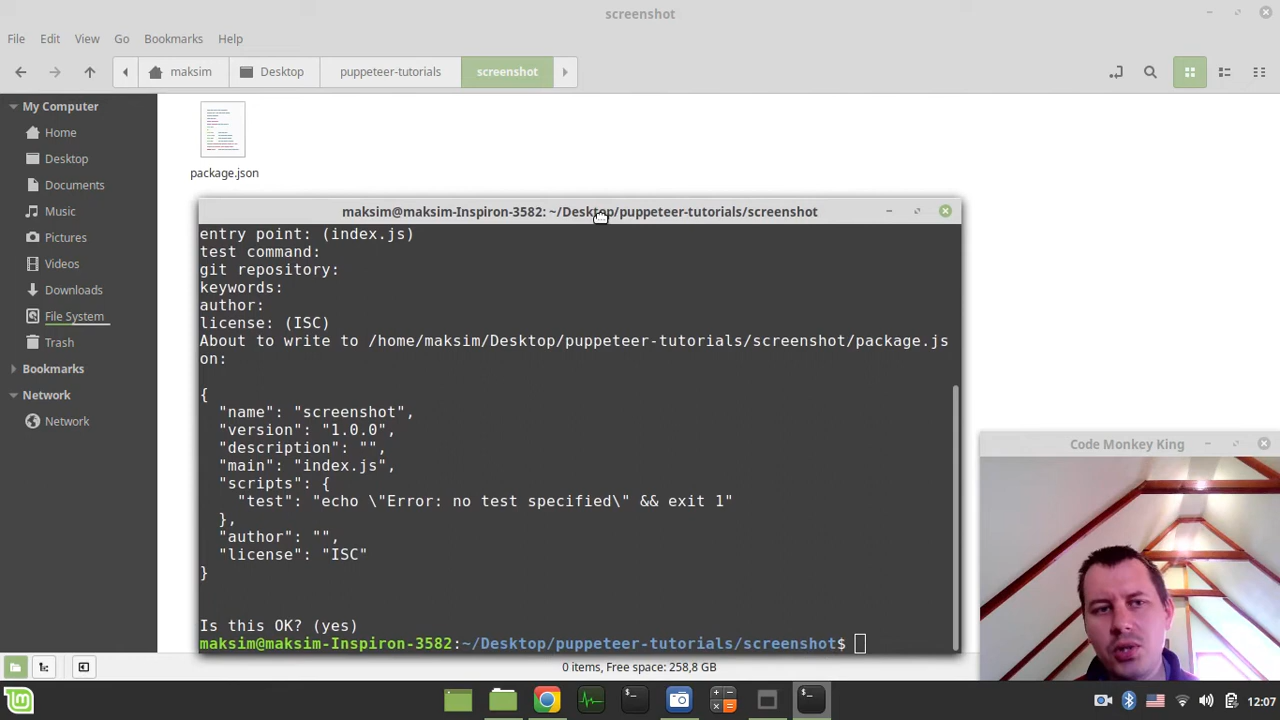 screenshot
File Edit View Go Bookmarks Help
maksim Desktop puppeteer-tutorials screenshot
My Computer
Home
Desktop
Documents
Music
Pictures
Videos
Downloads
File System
Trash
Bookmarks
Network
Network
package.json
maksim@maksim-Inspiron-3582: ~/Desktop/puppeteer-tutorials/screenshot
entry point: (index.js)
test command:
git repository:
keywords:
author:
license: (ISC)
About to write to /home/maksim/Desktop/puppeteer-tutorials/screenshot/package.js
on:
{
"name": "screenshot",
"version": "1.0.0",
"description": "",
"main": "index.js",
"scripts": {
"test": "echo \"Error: no test specified\" && exit 1"
},
"author": "",
"license": "ISC"
}
Is this OK? (yes)
maksim@maksim-Inspiron-3582:~/Desktop/puppeteer-tutorials/screenshot$
Code Monkey King
0 items, Free space: 258,8 GB
12:07